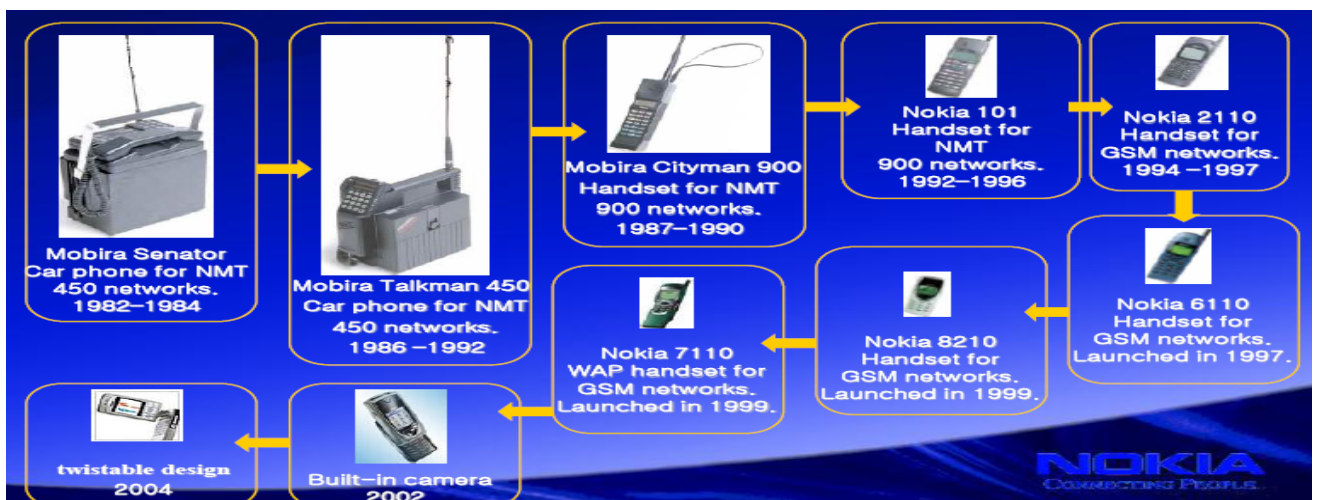 Mobira Senator
Car phone for NMT
450 networks.
1982-1984
Mobira Talkman 450
Car phone for NMT
450 networks.
1986 -1992
Mobira Cityman 900
Handset for NMT
900 networks.
1987-1990
Nokia 101
Handset for
NMT
900 networks.
1992-1996
Nokia 2110
Handset for
GSM networks.
1994 -1997
Nokia 6110
Handset for
GSM networks.
Launched in 1997.
Nokia 8210
Handset for
GSM networks.
Launched in 1999.
Nokia 7110
WAP handset for
GSM networks.
Launched in 1999.
Built-in camera
2002
twistable design
2004
NOKIA
CONNECTING PEOPLE